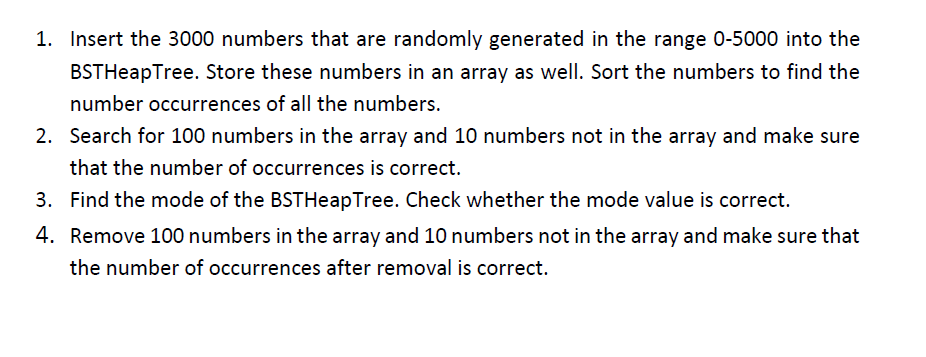 1. Insert the 3000 numbers that are randomly generated in the range 0-5000 into the
BSTHeapTree. Store these numbers in an array as well. Sort the numbers to find the
number occurrences of all the numbers.
2. Search for 100 numbers in the array and 10 numbers not in the array and make sure
that the number of occurrences is correct.
3. Find the mode of the BSTHeapTree. Check whether the mode value is correct.
4. Remove 100 numbers in the array and 10 numbers not in the array and make sure that
the number of occurrences after removal is correct.